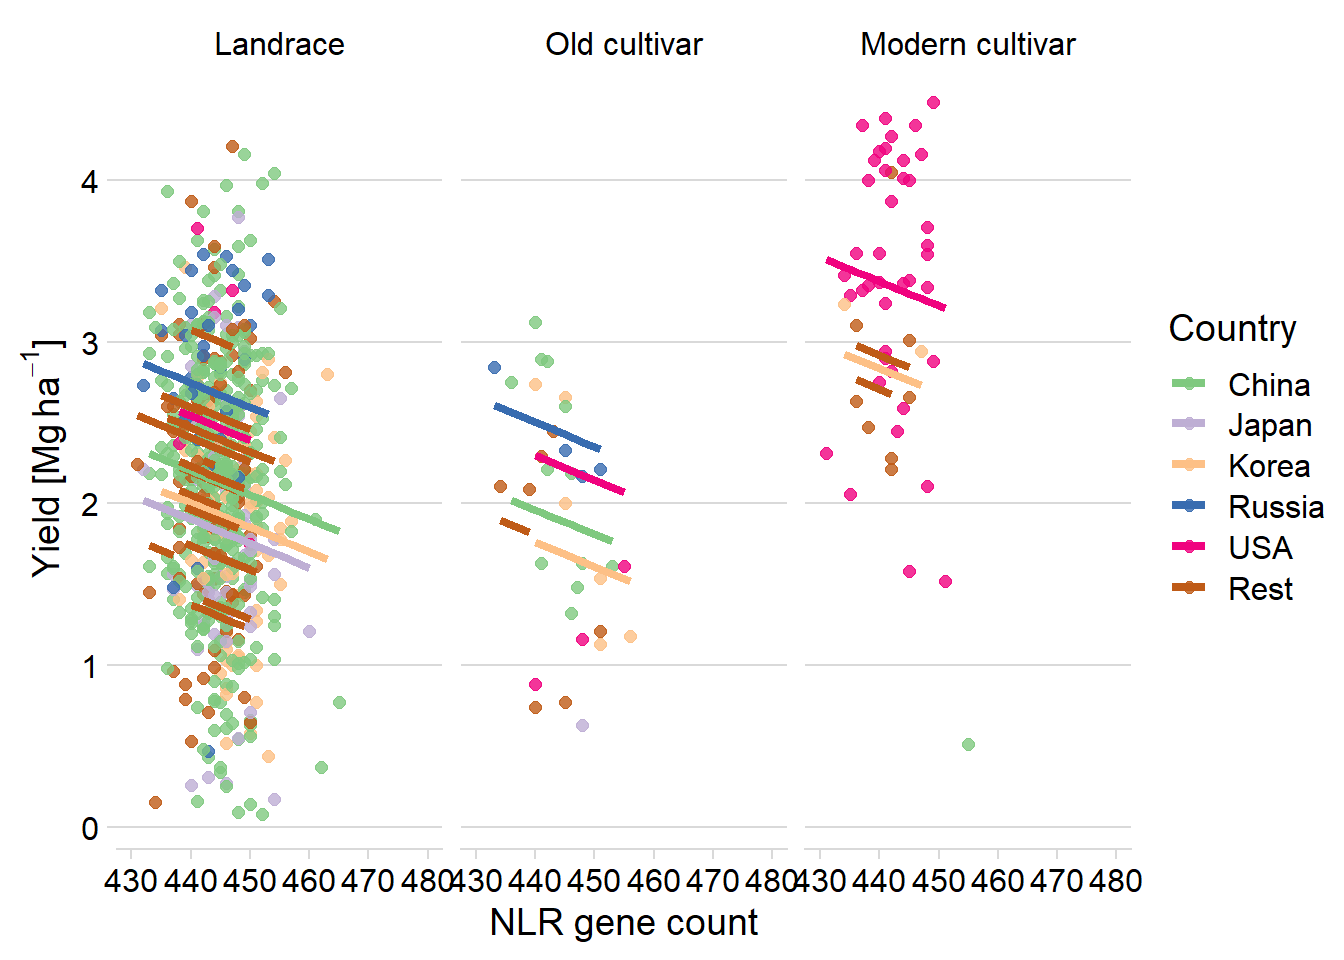 Landrace
Old cultivar
Modern cultivar
Yield [Mg ha⁻¹]
4
3
2
1
0
430 440 450 460 470 480
430 440 450 460 470 480
430 440 450 460 470 480
NLR gene count
Country
China
Japan
Korea
Russia
USA
Rest